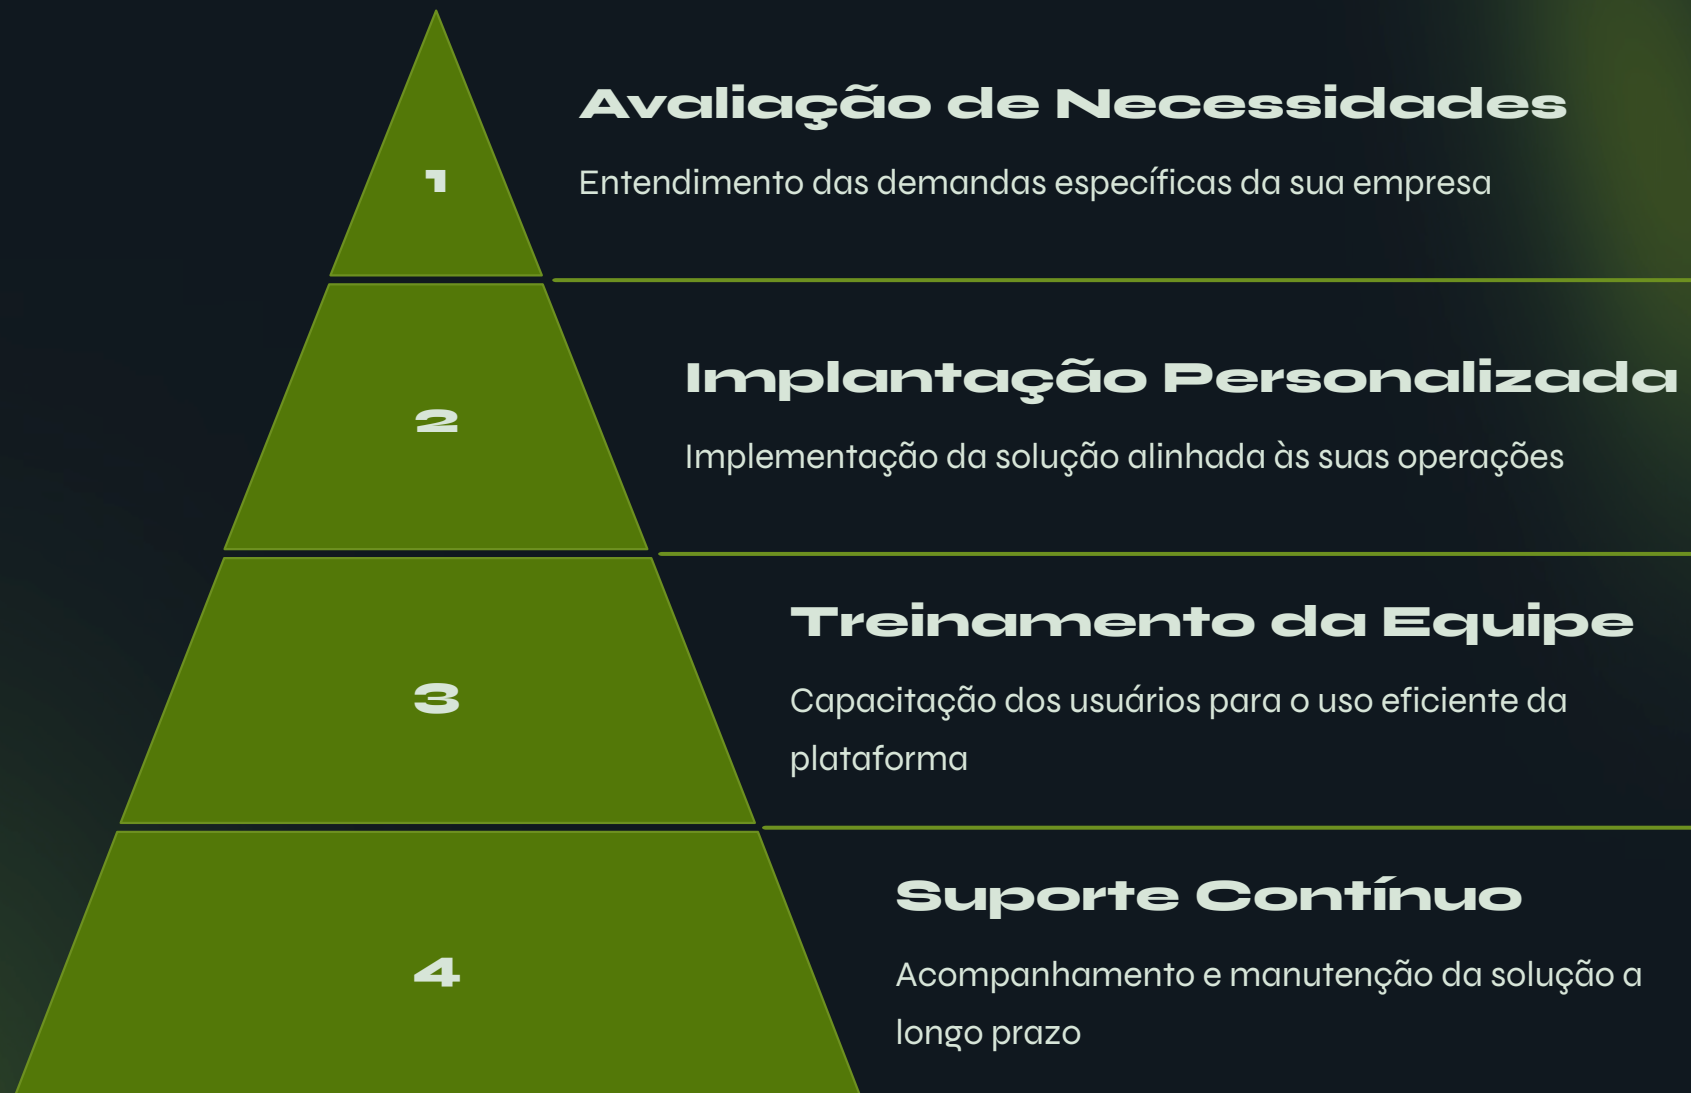 1
Avaliação de Necessidades
Entendimento das demandas específicas da sua empresa
2
Implantação Personalizada
Implementação da solução alinhada às suas operações
3
Treinamento da Equipe
Capacitação dos usuários para o uso eficiente da
plataforma
4
Suporte Contínuo
Acompanhamento e manutenção da solução a
longo prazo